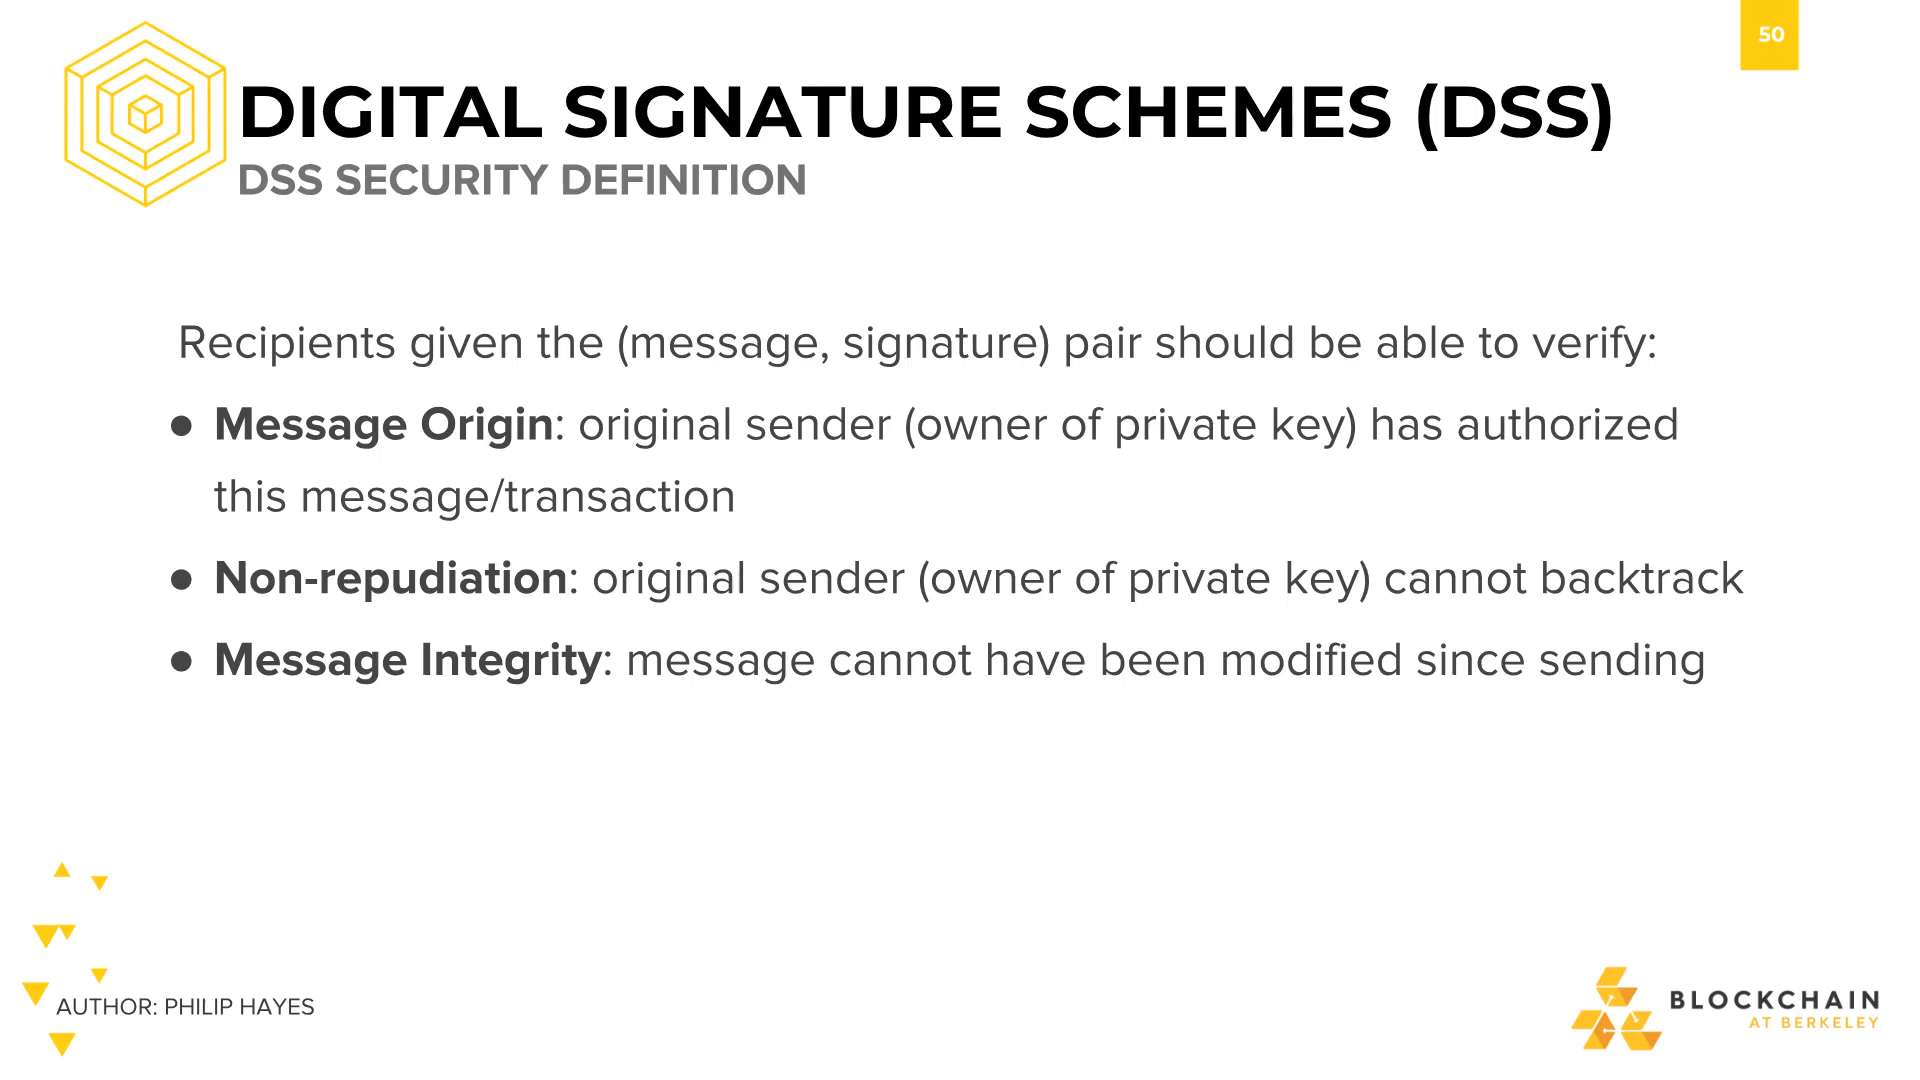 50
DIGITAL SIGNATURE SCHEMES (DSS)
DSS SECURITY DEFINITION
Recipients given the (message, signature) pair should be able to verify:
● Message Origin: original sender (owner of private key) has authorized
this message/transaction
● Non-repudiation: original sender (owner of private key) cannot backtrack
● Message Integrity: message cannot have been modified since sending
AUTHOR: PHILIP HAYES
BLOCKCHAIN
AT BERKELEY